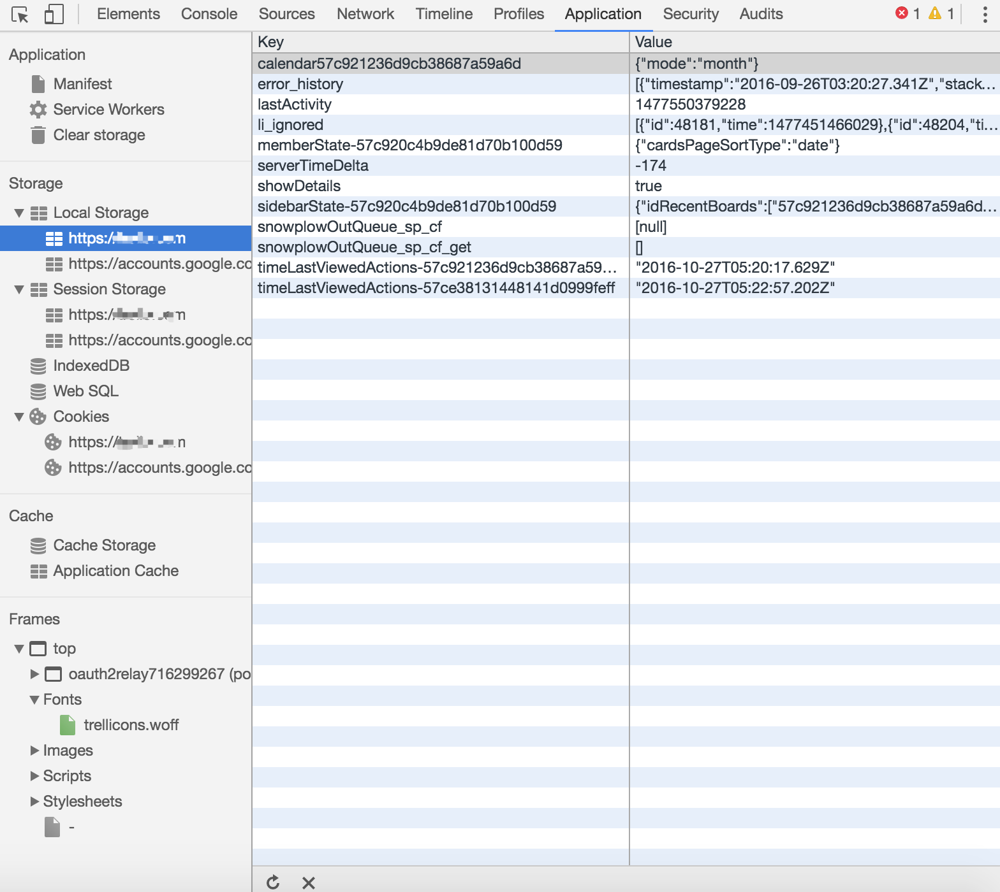 Elements Console Sources Network Timeline Profiles Application Security Audits 1 1
Application
Manifest
Service Workers
Clear storage
Storage
Local Storage
https:/
https://accounts.google.co
Session Storage
https:/
https://accounts.google.co
IndexedDB
Web SQL
Cookies
https://
https://accounts.google.co
Cache
Cache Storage
Application Cache
Frames
top
oauth2relay716299267 (po
Fonts
trellicons.woff
Images
Scripts
Stylesheets
-
Key Value
calendar57c921236d9cb38687a59a6d {"mode":"month"}
error_history [{"timestamp":"2016-09-26T03:20:27.341Z","stack…
lastActivity 1477550379228
li_ignored [{"id":48181,"time":1477451466029},{"id":48204,"ti…
memberState-57c920c4b9de81d70b100d59 {"cardsPageSortType":"date"}
serverTimeDelta -174
showDetails true
sidebarState-57c920c4b9de81d70b100d59 {"idRecentBoards":["57c921236d9cb38687a59a6d…
snowplowOutQueue_sp_cf [null]
snowplowOutQueue_sp_cf_get []
timeLastViewedActions-57c921236d9cb38687a59… "2016-10-27T05:20:17.629Z"
timeLastViewedActions-57ce38131448141d0999feff "2016-10-27T05:22:57.202Z"